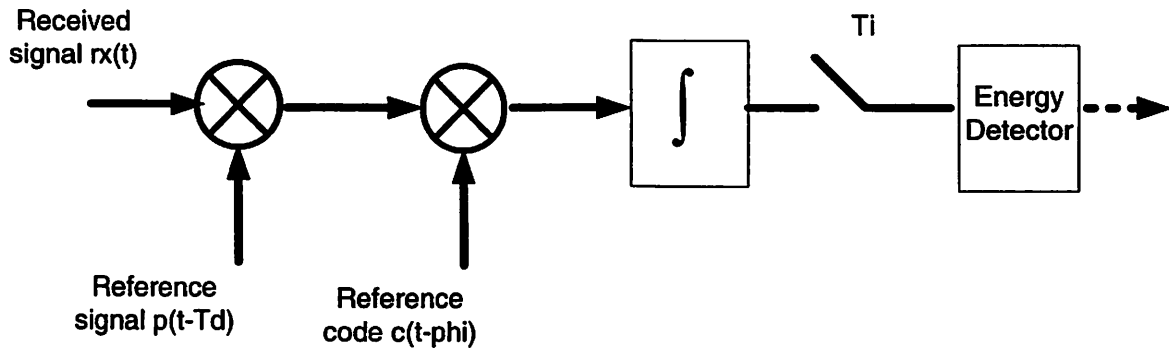 Received
signal rx(t)
Ti
∫
Energy
Detector
Reference
signal p(t-Td)
Reference
code c(t-phi)